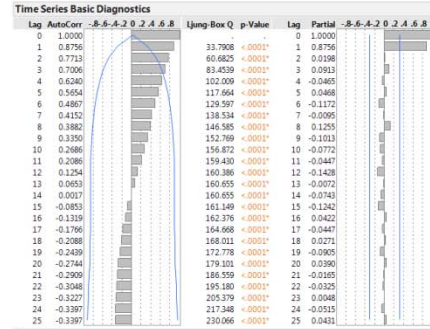 Time Series Basic Diagnostics
Lag AutoCorr -.8-.6-.4-.2 0 .2 .4 .6 .8 Ljung-Box Q p-Value Lag Partial -.8-.6-.4-.2 0 .2 .4 .6 .8
0 1.0000 . . 0 1.0000
1 0.8756 33.7908 <.0001* 1 0.8756
2 0.7713 60.6825 <.0001* 2 0.0198
3 0.7006 83.4539 <.0001* 3 0.0913
4 0.6240 102.009 <.0001* 4 -0.0465
5 0.5654 117.664 <.0001* 5 0.0468
6 0.4867 129.597 <.0001* 6 -0.1172
7 0.4152 138.534 <.0001* 7 -0.0095
8 0.3882 146.585 <.0001* 8 0.1255
9 0.3350 152.769 <.0001* 9 -0.1013
10 0.2686 156.872 <.0001* 10 -0.0772
11 0.2086 159.430 <.0001* 11 -0.0447
12 0.1254 160.386 <.0001* 12 -0.1428
13 0.0653 160.655 <.0001* 13 -0.0072
14 0.0017 160.655 <.0001* 14 -0.0743
15 -0.0853 161.149 <.0001* 15 -0.1242
16 -0.1319 162.376 <.0001* 16 0.0422
17 -0.1766 164.668 <.0001* 17 -0.0447
18 -0.2088 168.011 <.0001* 18 0.0271
19 -0.2439 172.778 <.0001* 19 -0.0905
20 -0.2744 179.101 <.0001* 20 0.0390
21 -0.2909 186.559 <.0001* 21 -0.0165
22 -0.3048 195.180 <.0001* 22 -0.0325
23 -0.3227 205.379 <.0001* 23 0.0048
24 -0.3397 217.348 <.0001* 24 -0.0515
25 -0.3397 230.066 <.0001* 25 0.0431